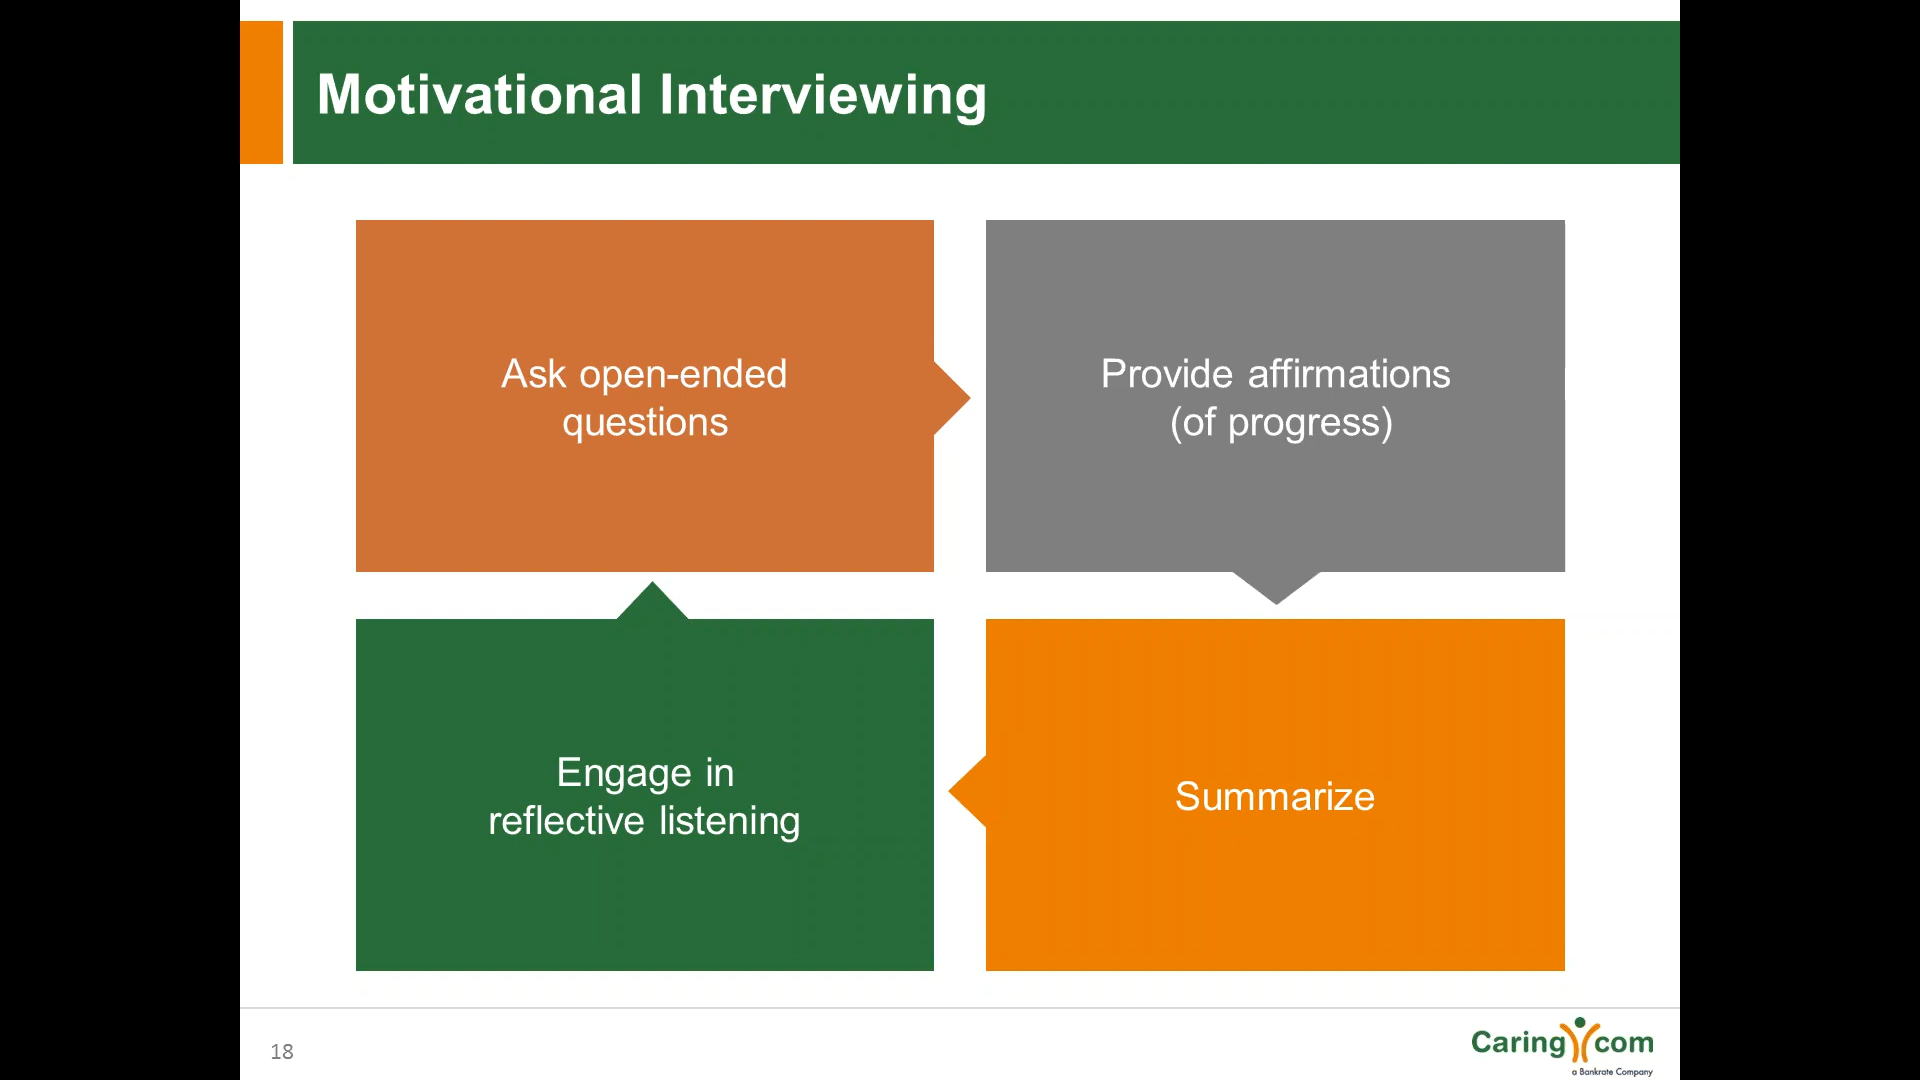 Motivational Interviewing
Ask open-ended
questions
Provide affirmations
(of progress)
Engage in
reflective listening
Summarize
18
Caring com
a Bankrate Company